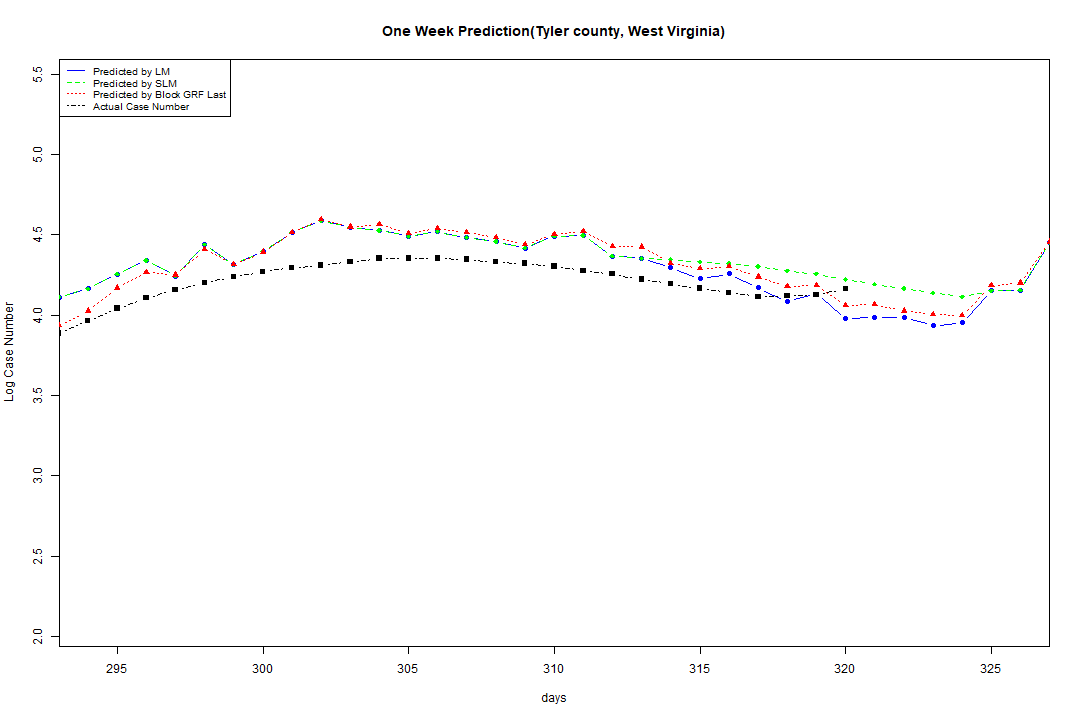 One Week Prediction(Tyler county, West Virginia)
Predicted by LM
Predicted by SLM
Predicted by Block GRF Last
Actual Case Number
5.5
5.0
4.5
4.0
3.5
3.0
2.5
2.0
Log Case Number
295 300 305 310 315 320 325
days